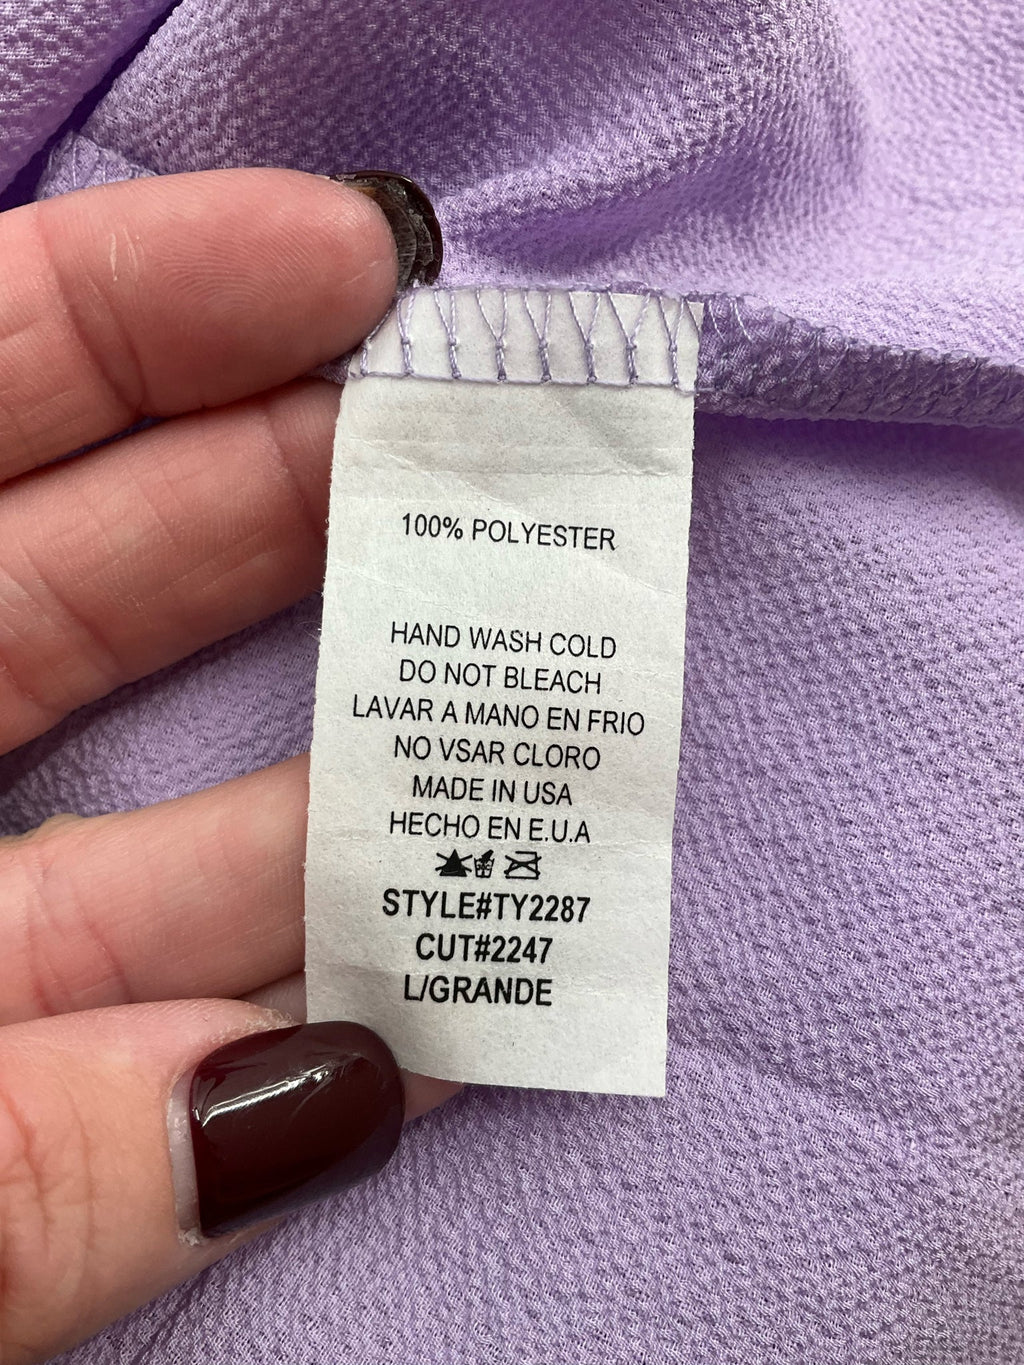 100% POLYESTER
HAND WASH COLD
DO NOT BLEACH
LAVAR A MANO EN FRIO
NO VSAR CLORO
MADE IN USA
HECHO EN E.U.A
STYLE#TY2287
CUT#2247
L/GRANDE